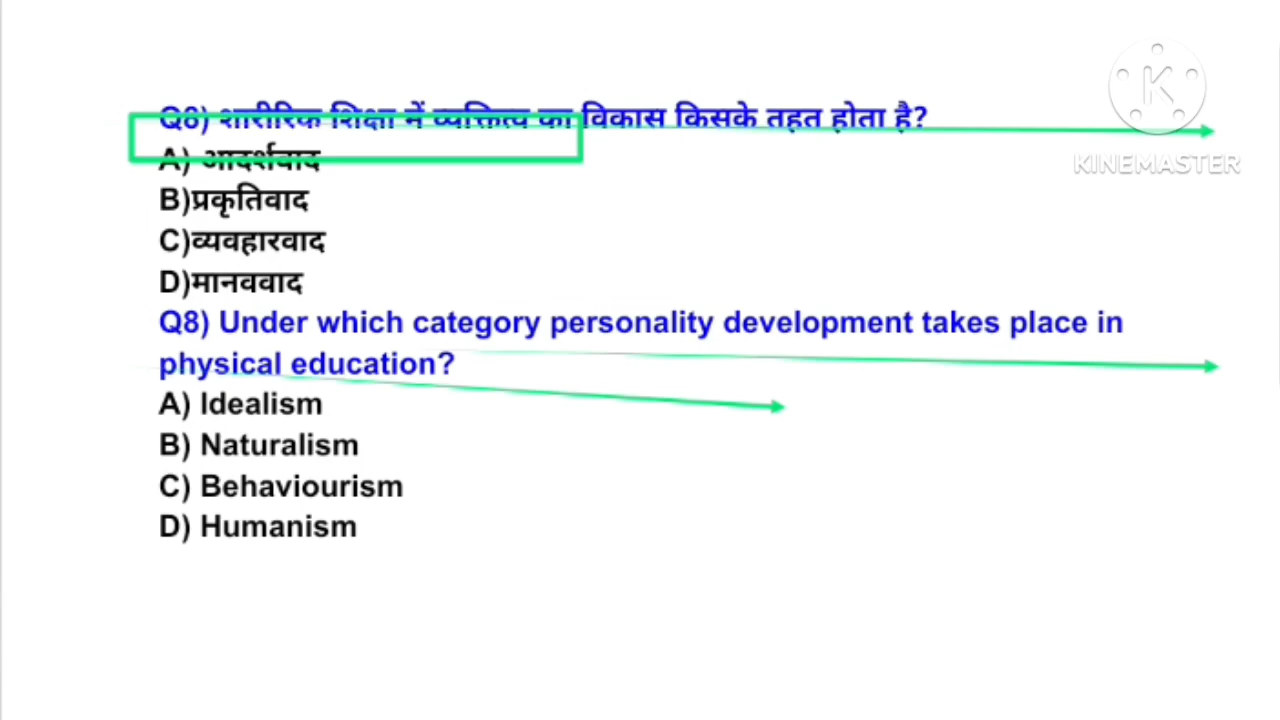 Q8) शारीरिक शिक्षा में व्यक्तित्व का विकास किसके तहत होता है?
A) आदर्शवाद
B)प्रकृतिवाद
C)व्यवहारवाद
D)मानववाद
Q8) Under which category personality development takes place in
physical education?
A) Idealism
B) Naturalism
C) Behaviourism
D) Humanism
K
KINEMASTER